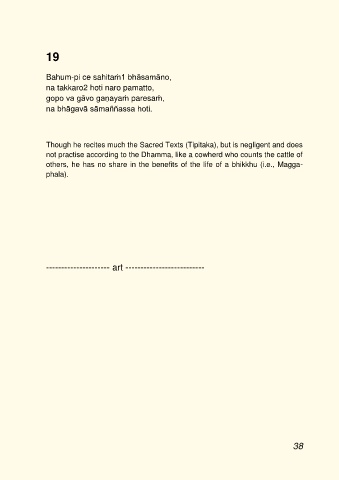 19
Bahum-pi ce sahitaṁ1 bhāsamāno,
na takkaro2 hoti naro pamatto,
gopo va gāvo gaṇayaṁ paresaṁ,
na bhāgavā sāmaññassa hoti.
Though he recites much the Sacred Texts (Tipitaka), but is negligent and does
not practise according to the Dhamma, like a cowherd who counts the cattle of
others, he has no share in the benefits of the life of a bhikkhu (i.e., Magga-
phala).
--------------------- art --------------------------
38